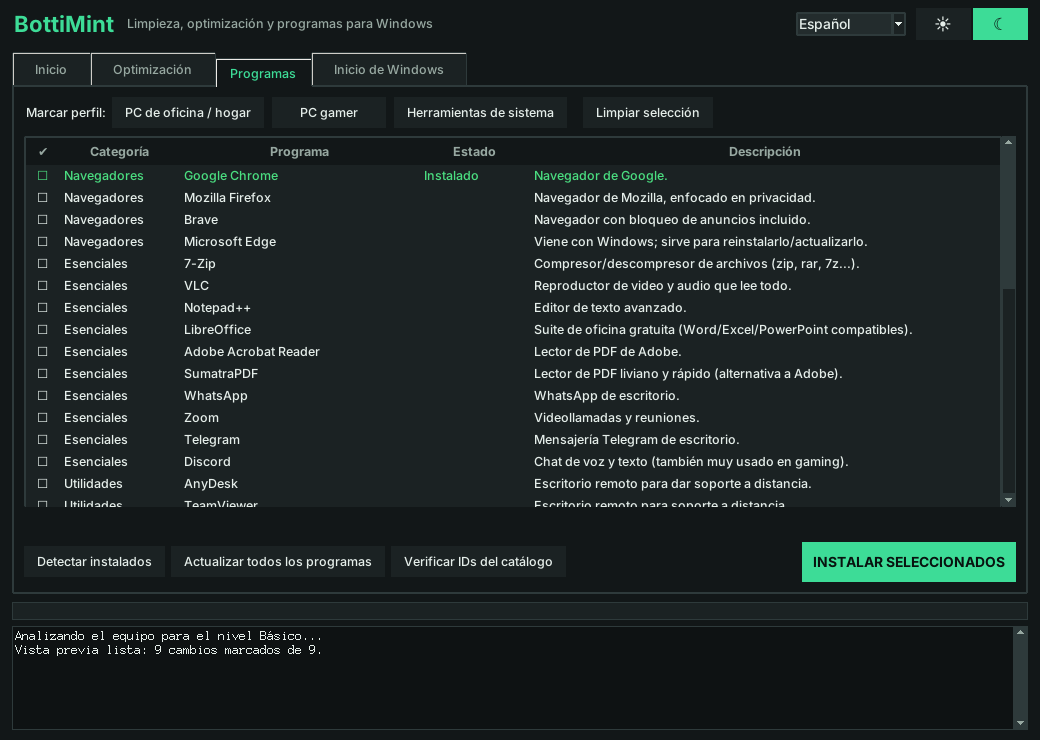 BottiMint Limpieza, optimización y programas para Windows Español
Inicio Optimización Programas Inicio de Windows
Marcar perfil: PC de oficina / hogar PC gamer Herramientas de sistema Limpiar selección
✔ Categoría Programa Estado Descripción
☐ Navegadores Google Chrome Instalado Navegador de Google.
☐ Navegadores Mozilla Firefox Navegador de Mozilla, enfocado en privacidad.
☐ Navegadores Brave Navegador con bloqueo de anuncios incluido.
☐ Navegadores Microsoft Edge Viene con Windows; sirve para reinstalarlo/actualizarlo.
☐ Esenciales 7-Zip Compresor/descompresor de archivos (zip, rar, 7z...).
☐ Esenciales VLC Reproductor de video y audio que lee todo.
☐ Esenciales Notepad++ Editor de texto avanzado.
☐ Esenciales LibreOffice Suite de oficina gratuita (Word/Excel/PowerPoint compatibles).
☐ Esenciales Adobe Acrobat Reader Lector de PDF de Adobe.
☐ Esenciales SumatraPDF Lector de PDF liviano y rápido (alternativa a Adobe).
☐ Esenciales WhatsApp WhatsApp de escritorio.
☐ Esenciales Zoom Videollamadas y reuniones.
☐ Esenciales Telegram Mensajería Telegram de escritorio.
☐ Esenciales Discord Chat de voz y texto (también muy usado en gaming).
☐ Utilidades AnyDesk Escritorio remoto para dar soporte a distancia.
☐ Utilidades TeamViewer Escritorio remoto para soporte a distancia.
Detectar instalados Actualizar todos los programas Verificar IDs del catálogo INSTALAR SELECCIONADOS
Analizando el equipo para el nivel Básico...
Vista previa lista: 9 cambios marcados de 9.